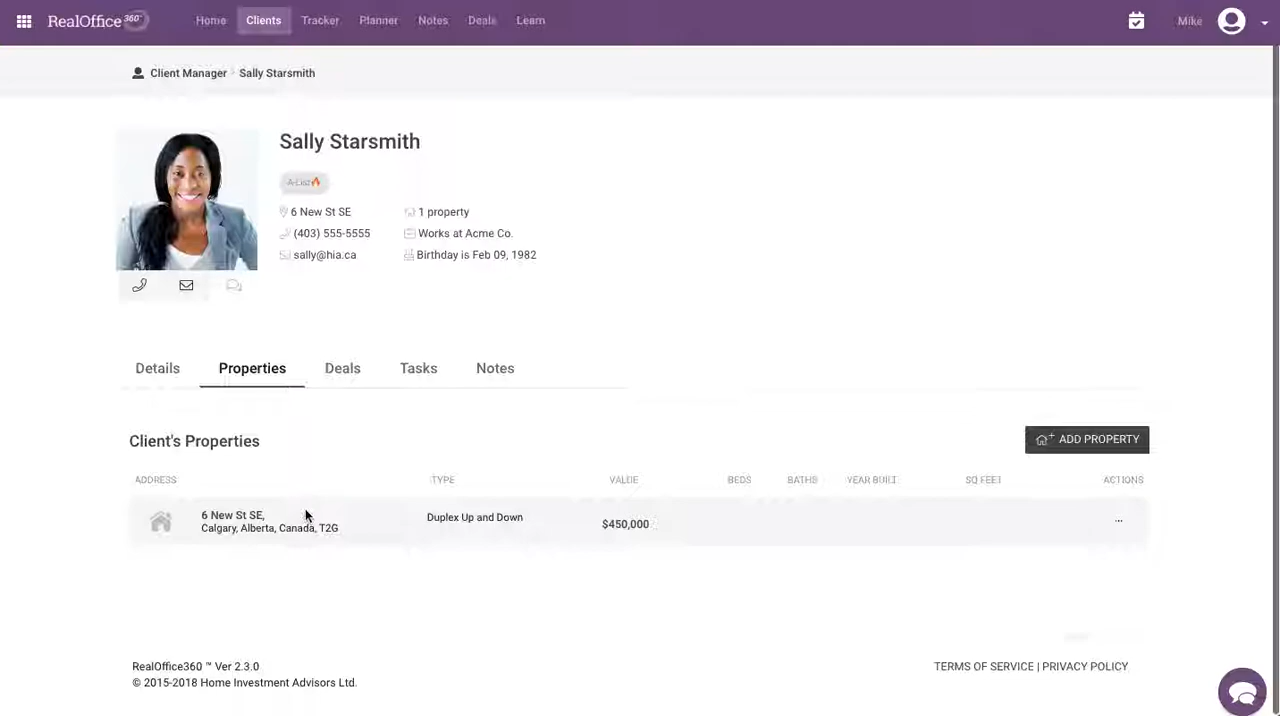 RealOffice360
Home Clients Tracker Planner Notes Deals Learn
Mike
Client Manager Sally Starsmith
Sally Starsmith
A-List
6 New St SE
1 property
(403) 555-5555
Works at Acme Co.
sally@hia.ca
Birthday is Feb 09, 1982
Details Properties Deals Tasks Notes
Client's Properties
ADD PROPERTY
ADDRESS TYPE VALUE BEDS BATHS YEAR BUILT SQ FEET ACTIONS
6 New St SE,
Calgary, Alberta, Canada, T2G
Duplex Up and Down
$450,000
...
RealOffice360 ™ Ver 2.3.0
TERMS OF SERVICE | PRIVACY POLICY
© 2015-2018 Home Investment Advisors Ltd.